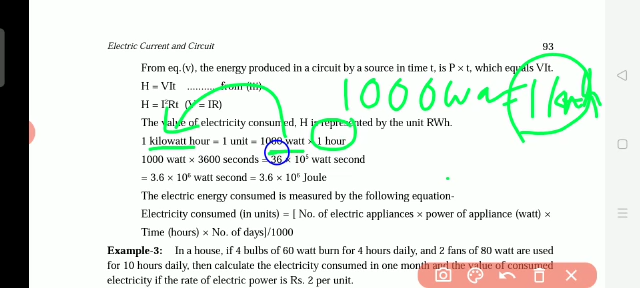 Electric Current and Circuit 93
From eq.(v), the energy produced in a circuit by a source in time t, is P × t, which equals VIt.
H = VIt .......... from (iii)
H = I²Rt (V = IR)
The value of electricity consumed, H is represented by the unit RWh.
1 kilowatt hour = 1 unit = 1000 watt × 1 hour
1000 watt × 3600 seconds = 36 × 10⁵ watt second
= 3.6 × 10⁶ watt second = 3.6 × 10⁶ Joule
The electric energy consumed is measured by the following equation-
Electricity consumed (in units) = [ No. of electric appliances × power of appliance (watt) ×
Time (hours) × No. of days]/1000
Example-3: In a house, if 4 bulbs of 60 watt burn for 4 hours daily, and 2 fans of 80 watt are used
for 10 hours daily, then calculate the electricity consumed in one month and the value of consumed
electricity if the rate of electric power is Rs. 2 per unit.
1000 wat